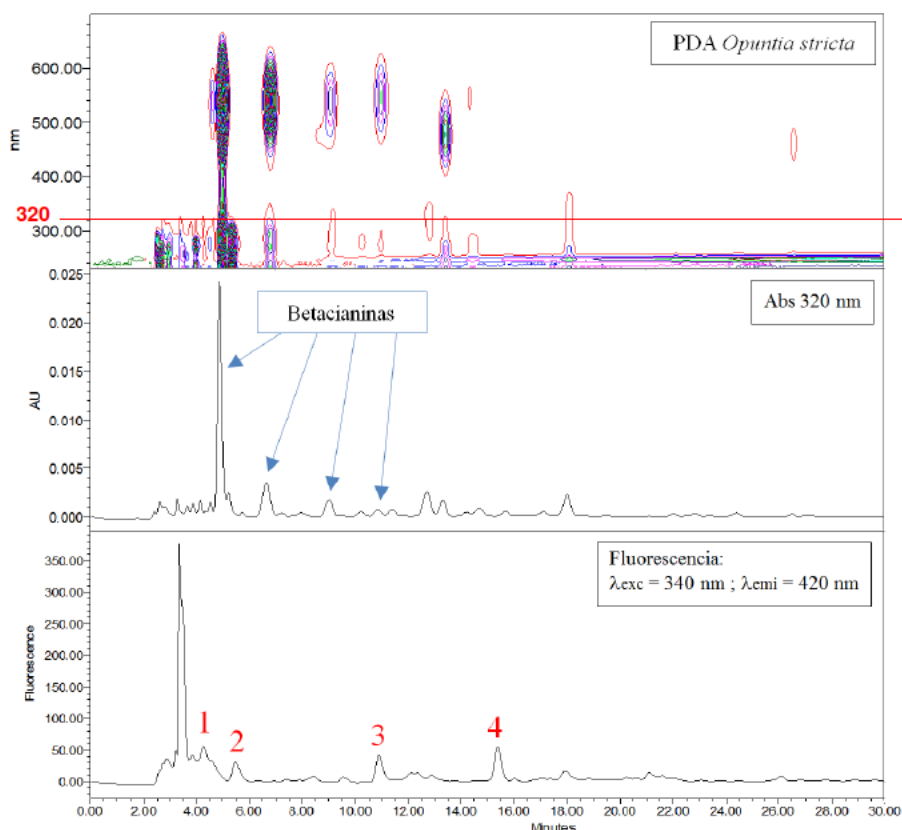 PDA Opuntia stricta
600.00
500.00
nm
400.00
320
300.00
0.025
Abs 320 nm
Betacianinas
0.020
0.015
AU
0.010
0.005
0.000
Fluorescencia:
λexc = 340 nm ; λemi = 420 nm
350.00
300.00
250.00
Fluorescence
200.00
150.00
100.00
50.00
0.00
1
2
3
4
0.00 2.00 4.00 6.00 8.00 10.00 12.00 14.00 16.00 18.00 20.00 22.00 24.00 26.00 28.00 30.00
Minutes